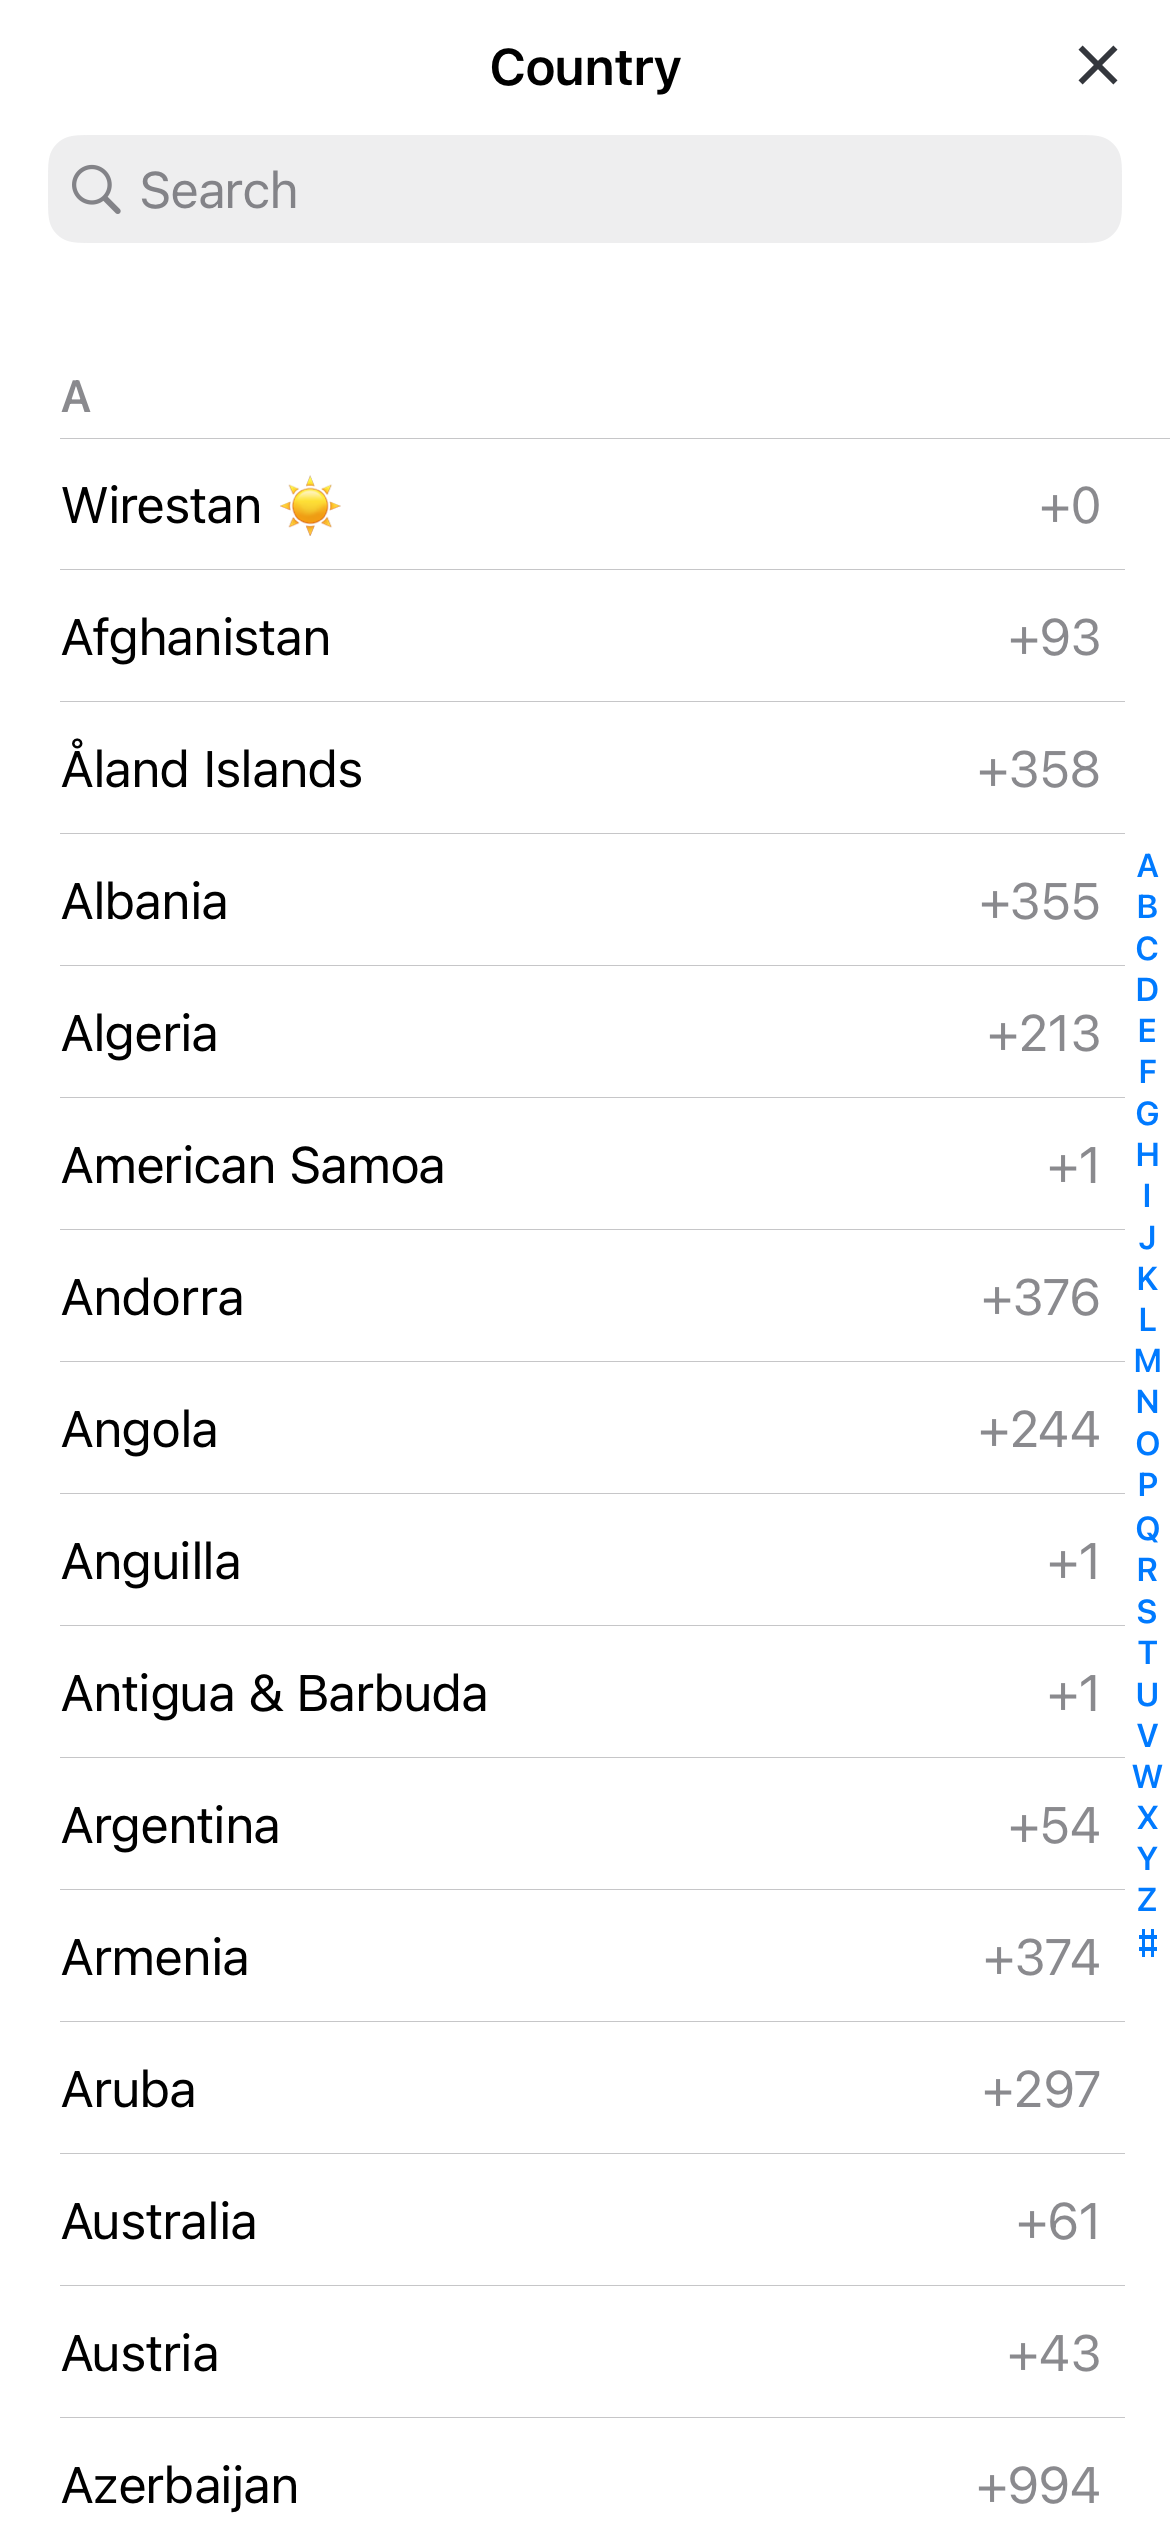 Country
Search
A
Wirestan ☀️ +0
Afghanistan +93
Åland Islands +358
Albania +355
Algeria +213
American Samoa +1
Andorra +376
Angola +244
Anguilla +1
Antigua & Barbuda +1
Argentina +54
Armenia +374
Aruba +297
Australia +61
Austria +43
Azerbaijan +994
A
B
C
D
E
F
G
H
I
J
K
L
M
N
O
P
Q
R
S
T
U
V
W
X
Y
Z
#